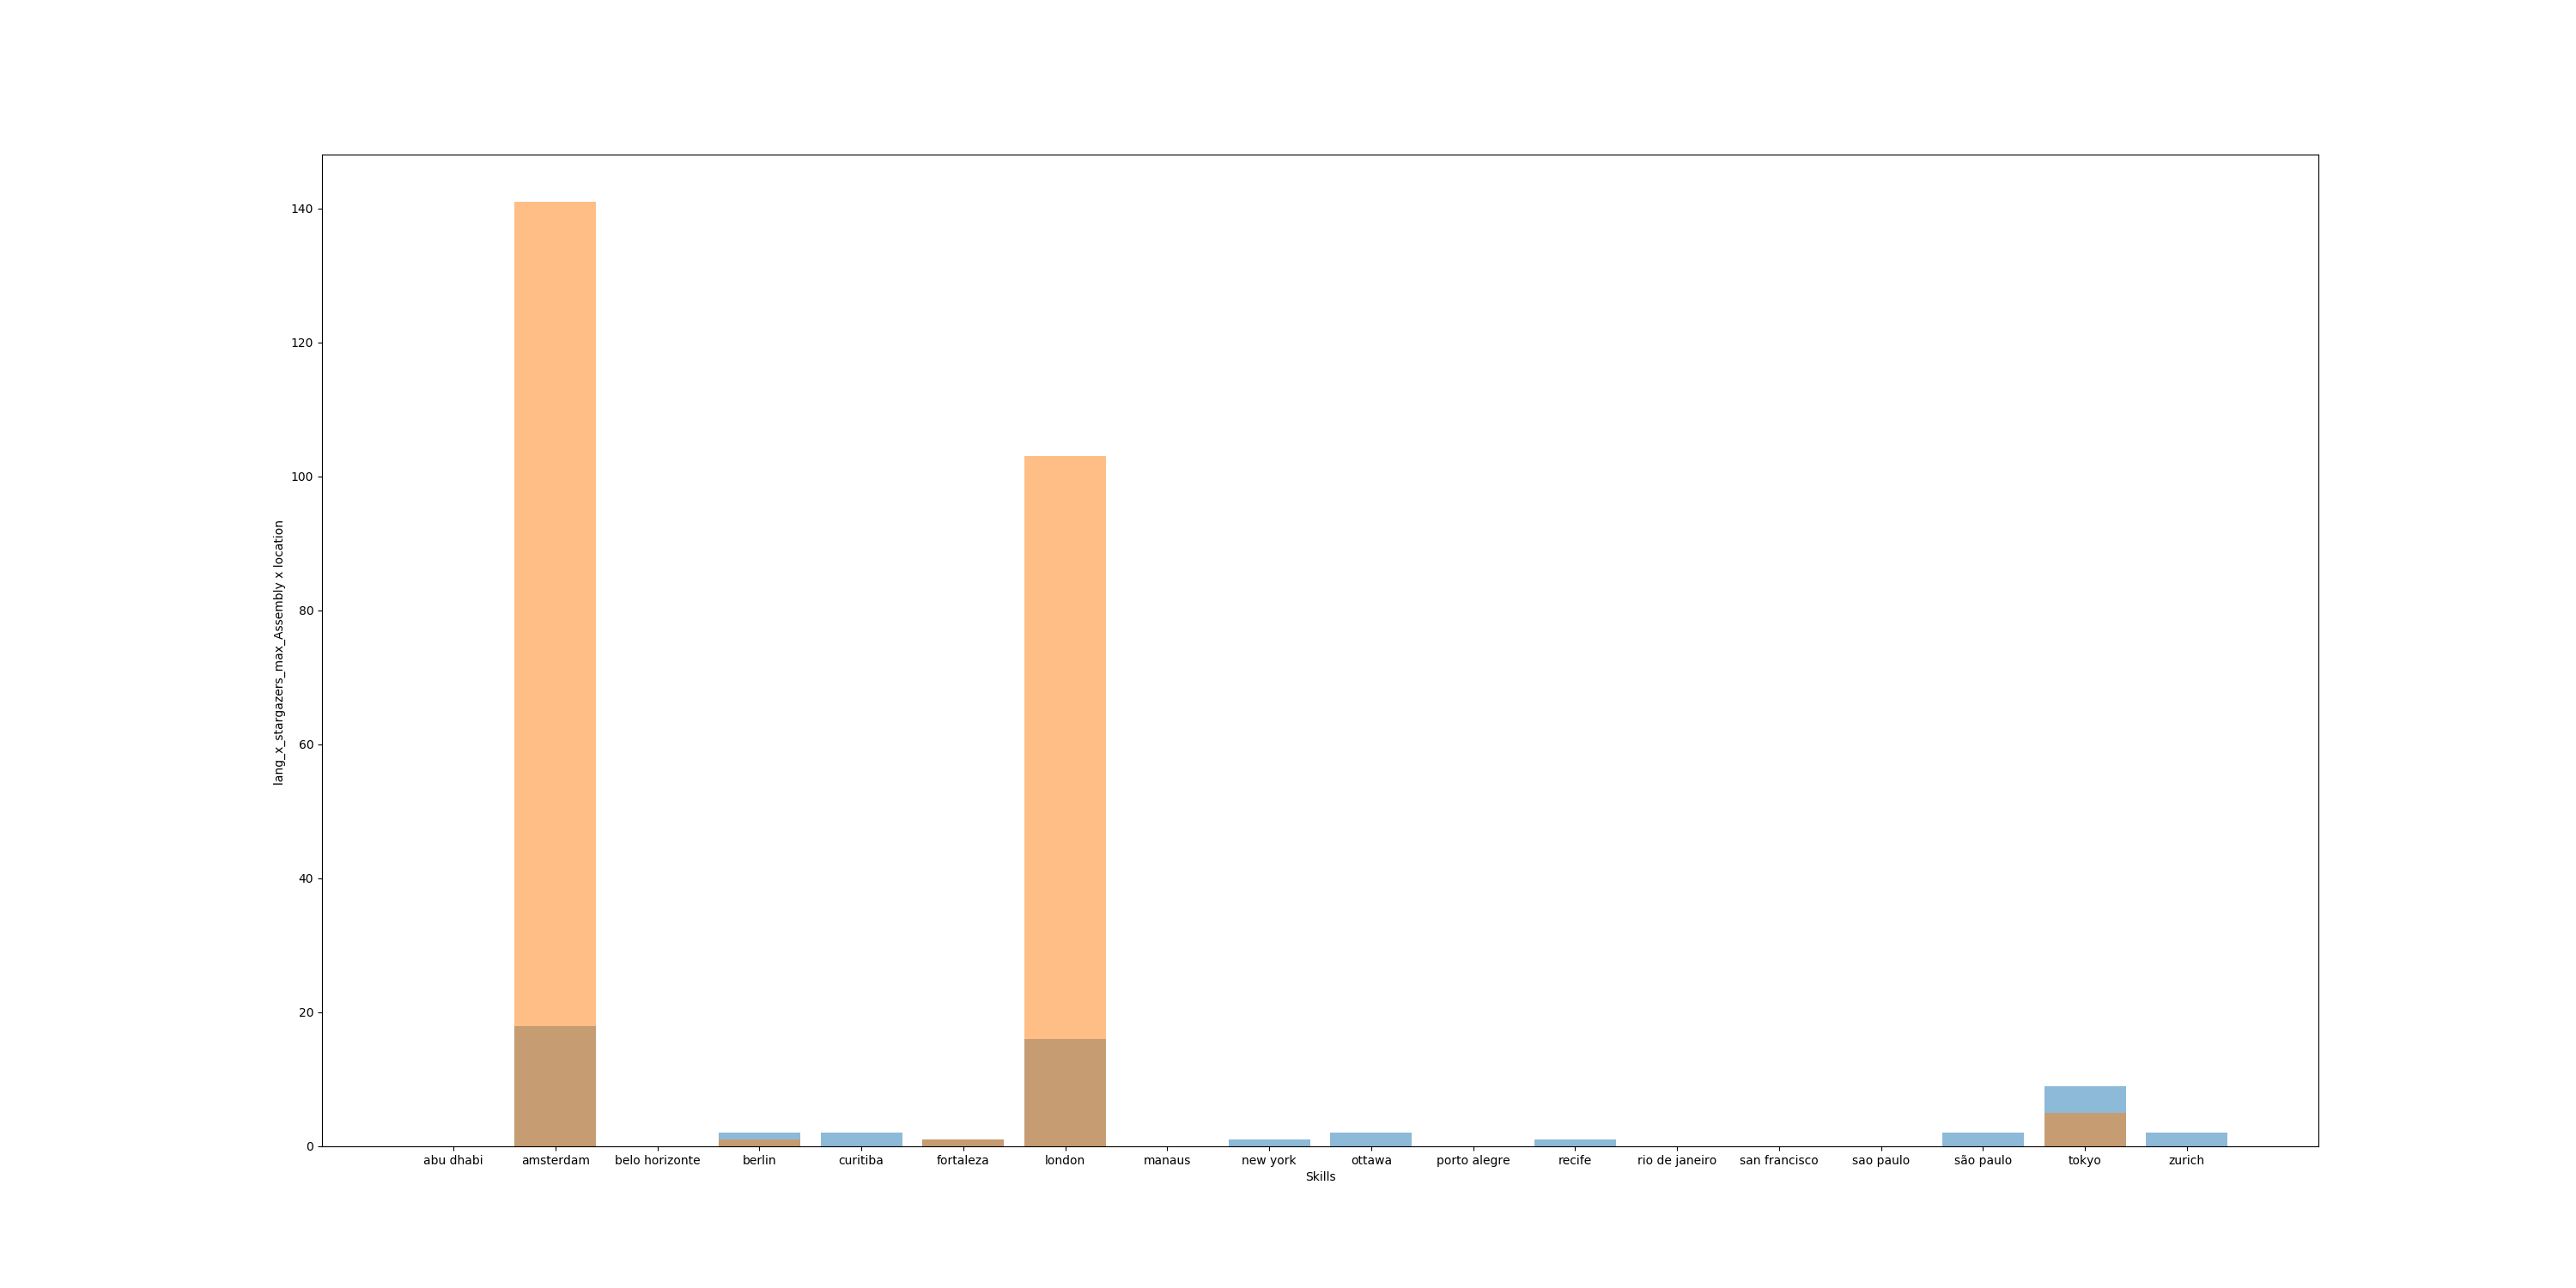 140
120
100
80
60
40
20
0
lang_x_stargazers_max_Assembly x location
abu dhabi amsterdam belo horizonte berlin curitiba fortaleza london manaus new york ottawa porto alegre recife rio de janeiro san francisco sao paulo são paulo tokyo zurich
Skills